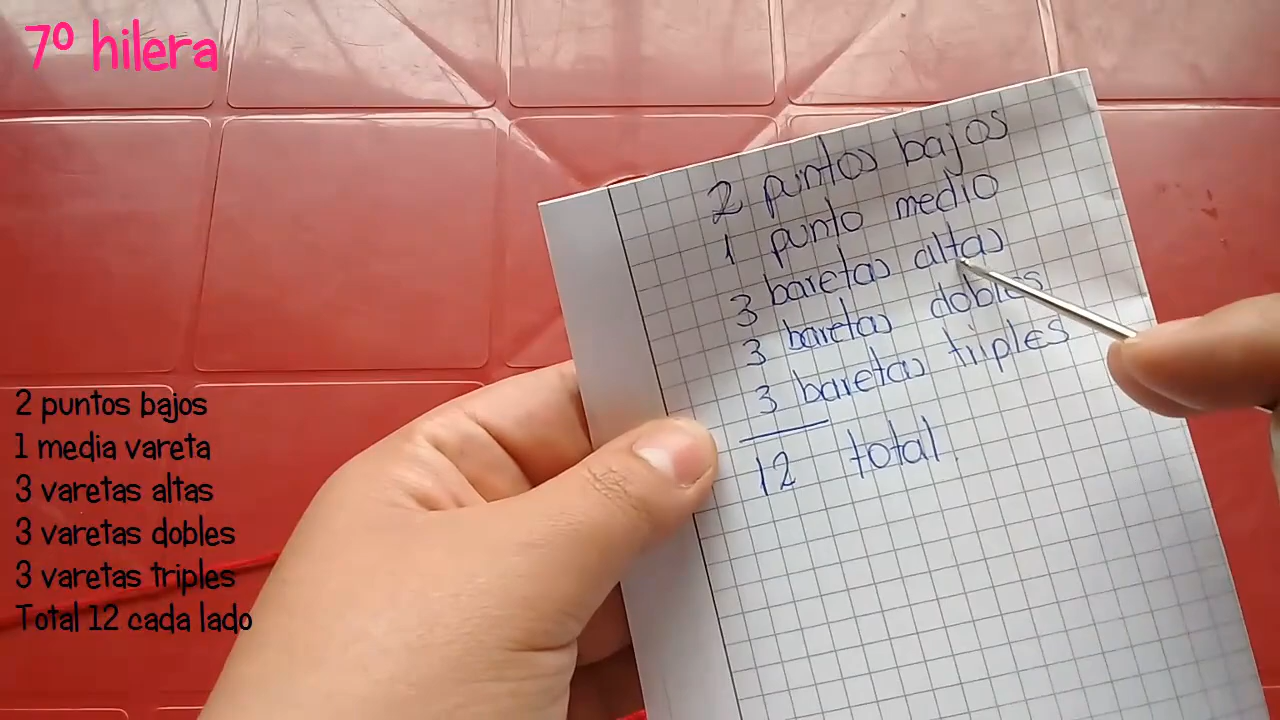 7º hilera
2 puntos bajos
1 punto medio
3 baretas altas
3 baretas dobles
3 baretas triples
12 total
2 puntos bajos
1 media vareta
3 varetas altas
3 varetas dobles
3 varetas triples
Total 12 cada lado